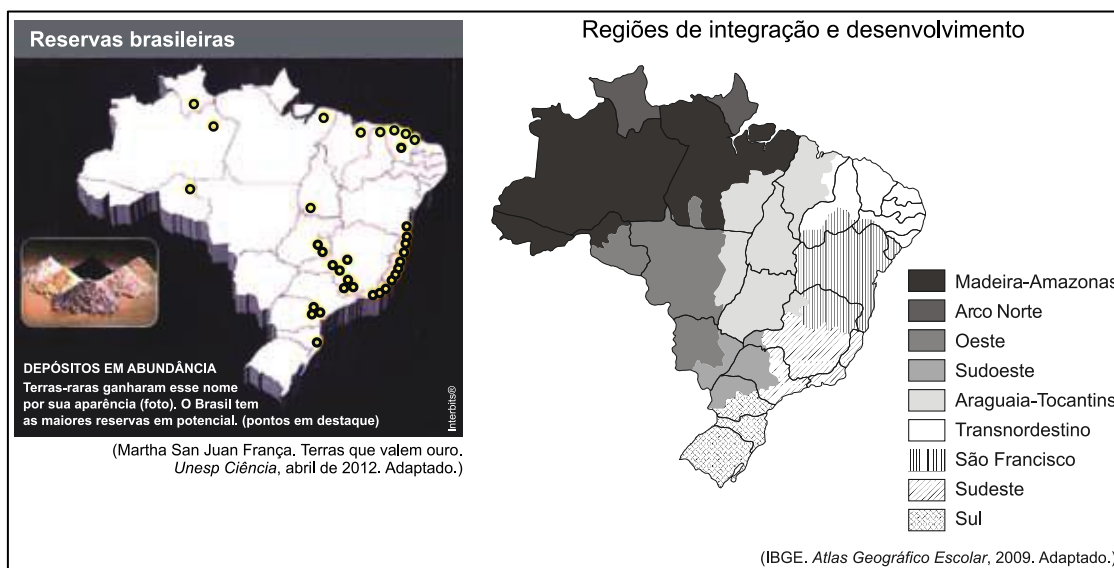 Reservas brasileiras
DEPÓSITOS EM ABUNDÂNCIA
Terras-raras ganharam esse nome
por sua aparência (foto). O Brasil tem
as maiores reservas em potencial. (pontos em destaque)
Interbits®
(Martha San Juan França. Terras que valem ouro.
Unesp Ciência, abril de 2012. Adaptado.)
Regiões de integração e desenvolvimento
Madeira-Amazonas
Arco Norte
Oeste
Sudoeste
Araguaia-Tocantins
Transnordestino
São Francisco
Sudeste
Sul
(IBGE. Atlas Geográfico Escolar, 2009. Adaptado.)